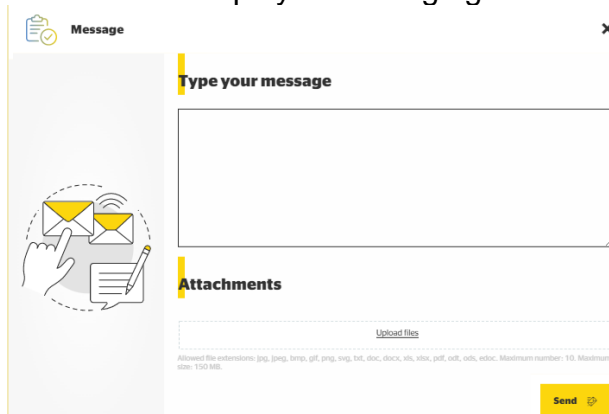 Message
Type your message
Attachments
Upload files
Allowed file extensions: jpg, jpeg, bmp, gif, png, svg, txt, doc, docx, xls, xlsx, pdf, odt, ods, edoc. Maximum number: 10. Maximum
size: 150 MB.
Send